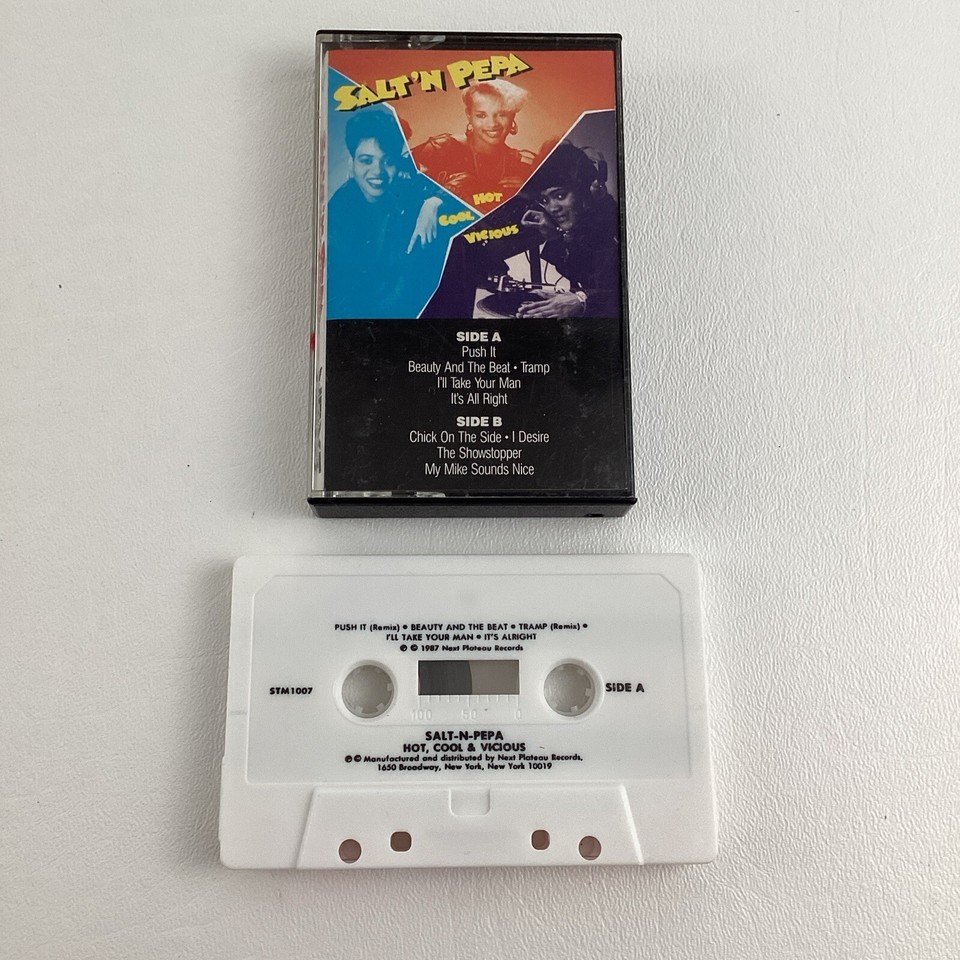 SALT 'N PEPA
HOT
COOL
VICIOUS
SIDE A
Push It
Beauty And The Beat • Tramp
I'll Take Your Man
It's All Right
SIDE B
Chick On The Side • I Desire
The Showstopper
My Mike Sounds Nice
PUSH IT (Remix) • BEAUTY AND THE BEAT • TRAMP (Remix) •
I'LL TAKE YOUR MAN • IT'S ALRIGHT
℗ © 1987 Next Plateau Records
STM1007
SIDE A
100 50 0
SALT-N-PEPA
HOT, COOL & VICIOUS
℗ © Manufactured and distributed by Next Plateau Records,
1650 Broadway, New York, New York 10019